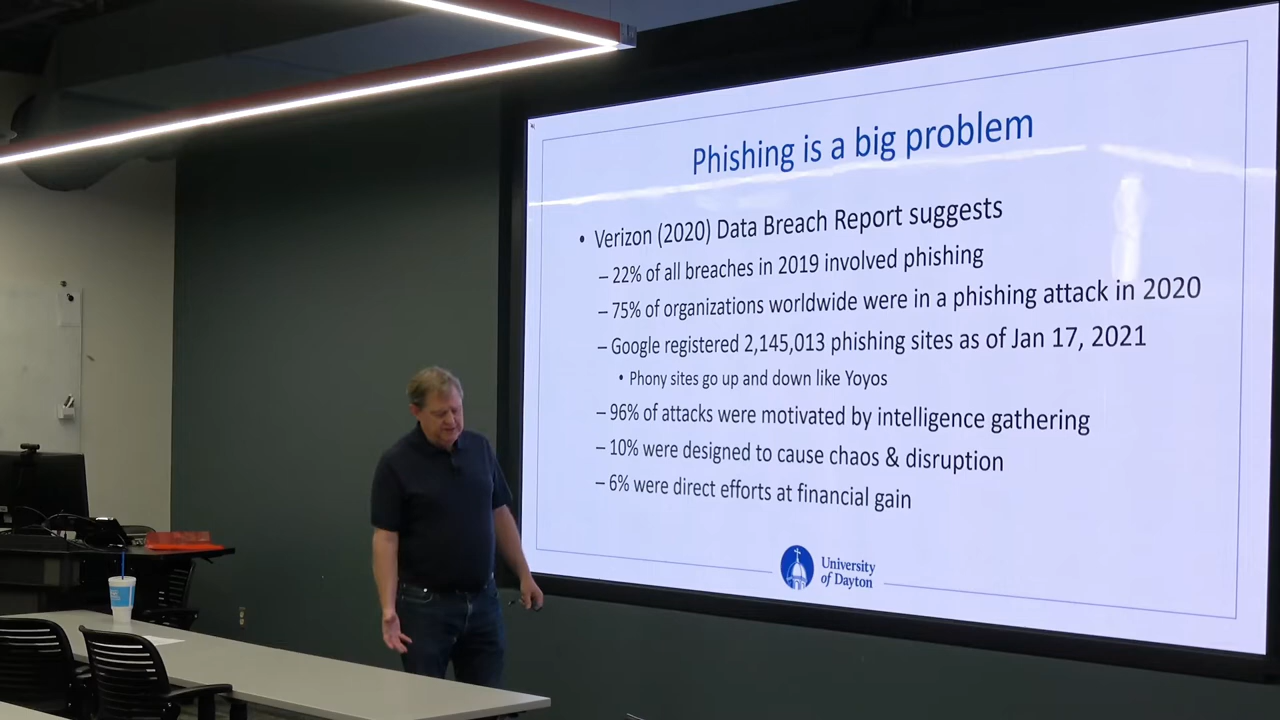 Phishing is a big problem
• Verizon (2020) Data Breach Report suggests
– 22% of all breaches in 2019 involved phishing
– 75% of organizations worldwide were in a phishing attack in 2020
– Google registered 2,145,013 phishing sites as of Jan 17, 2021
• Phony sites go up and down like Yoyos
– 96% of attacks were motivated by intelligence gathering
– 10% were designed to cause chaos & disruption
– 6% were direct efforts at financial gain
University
of Dayton